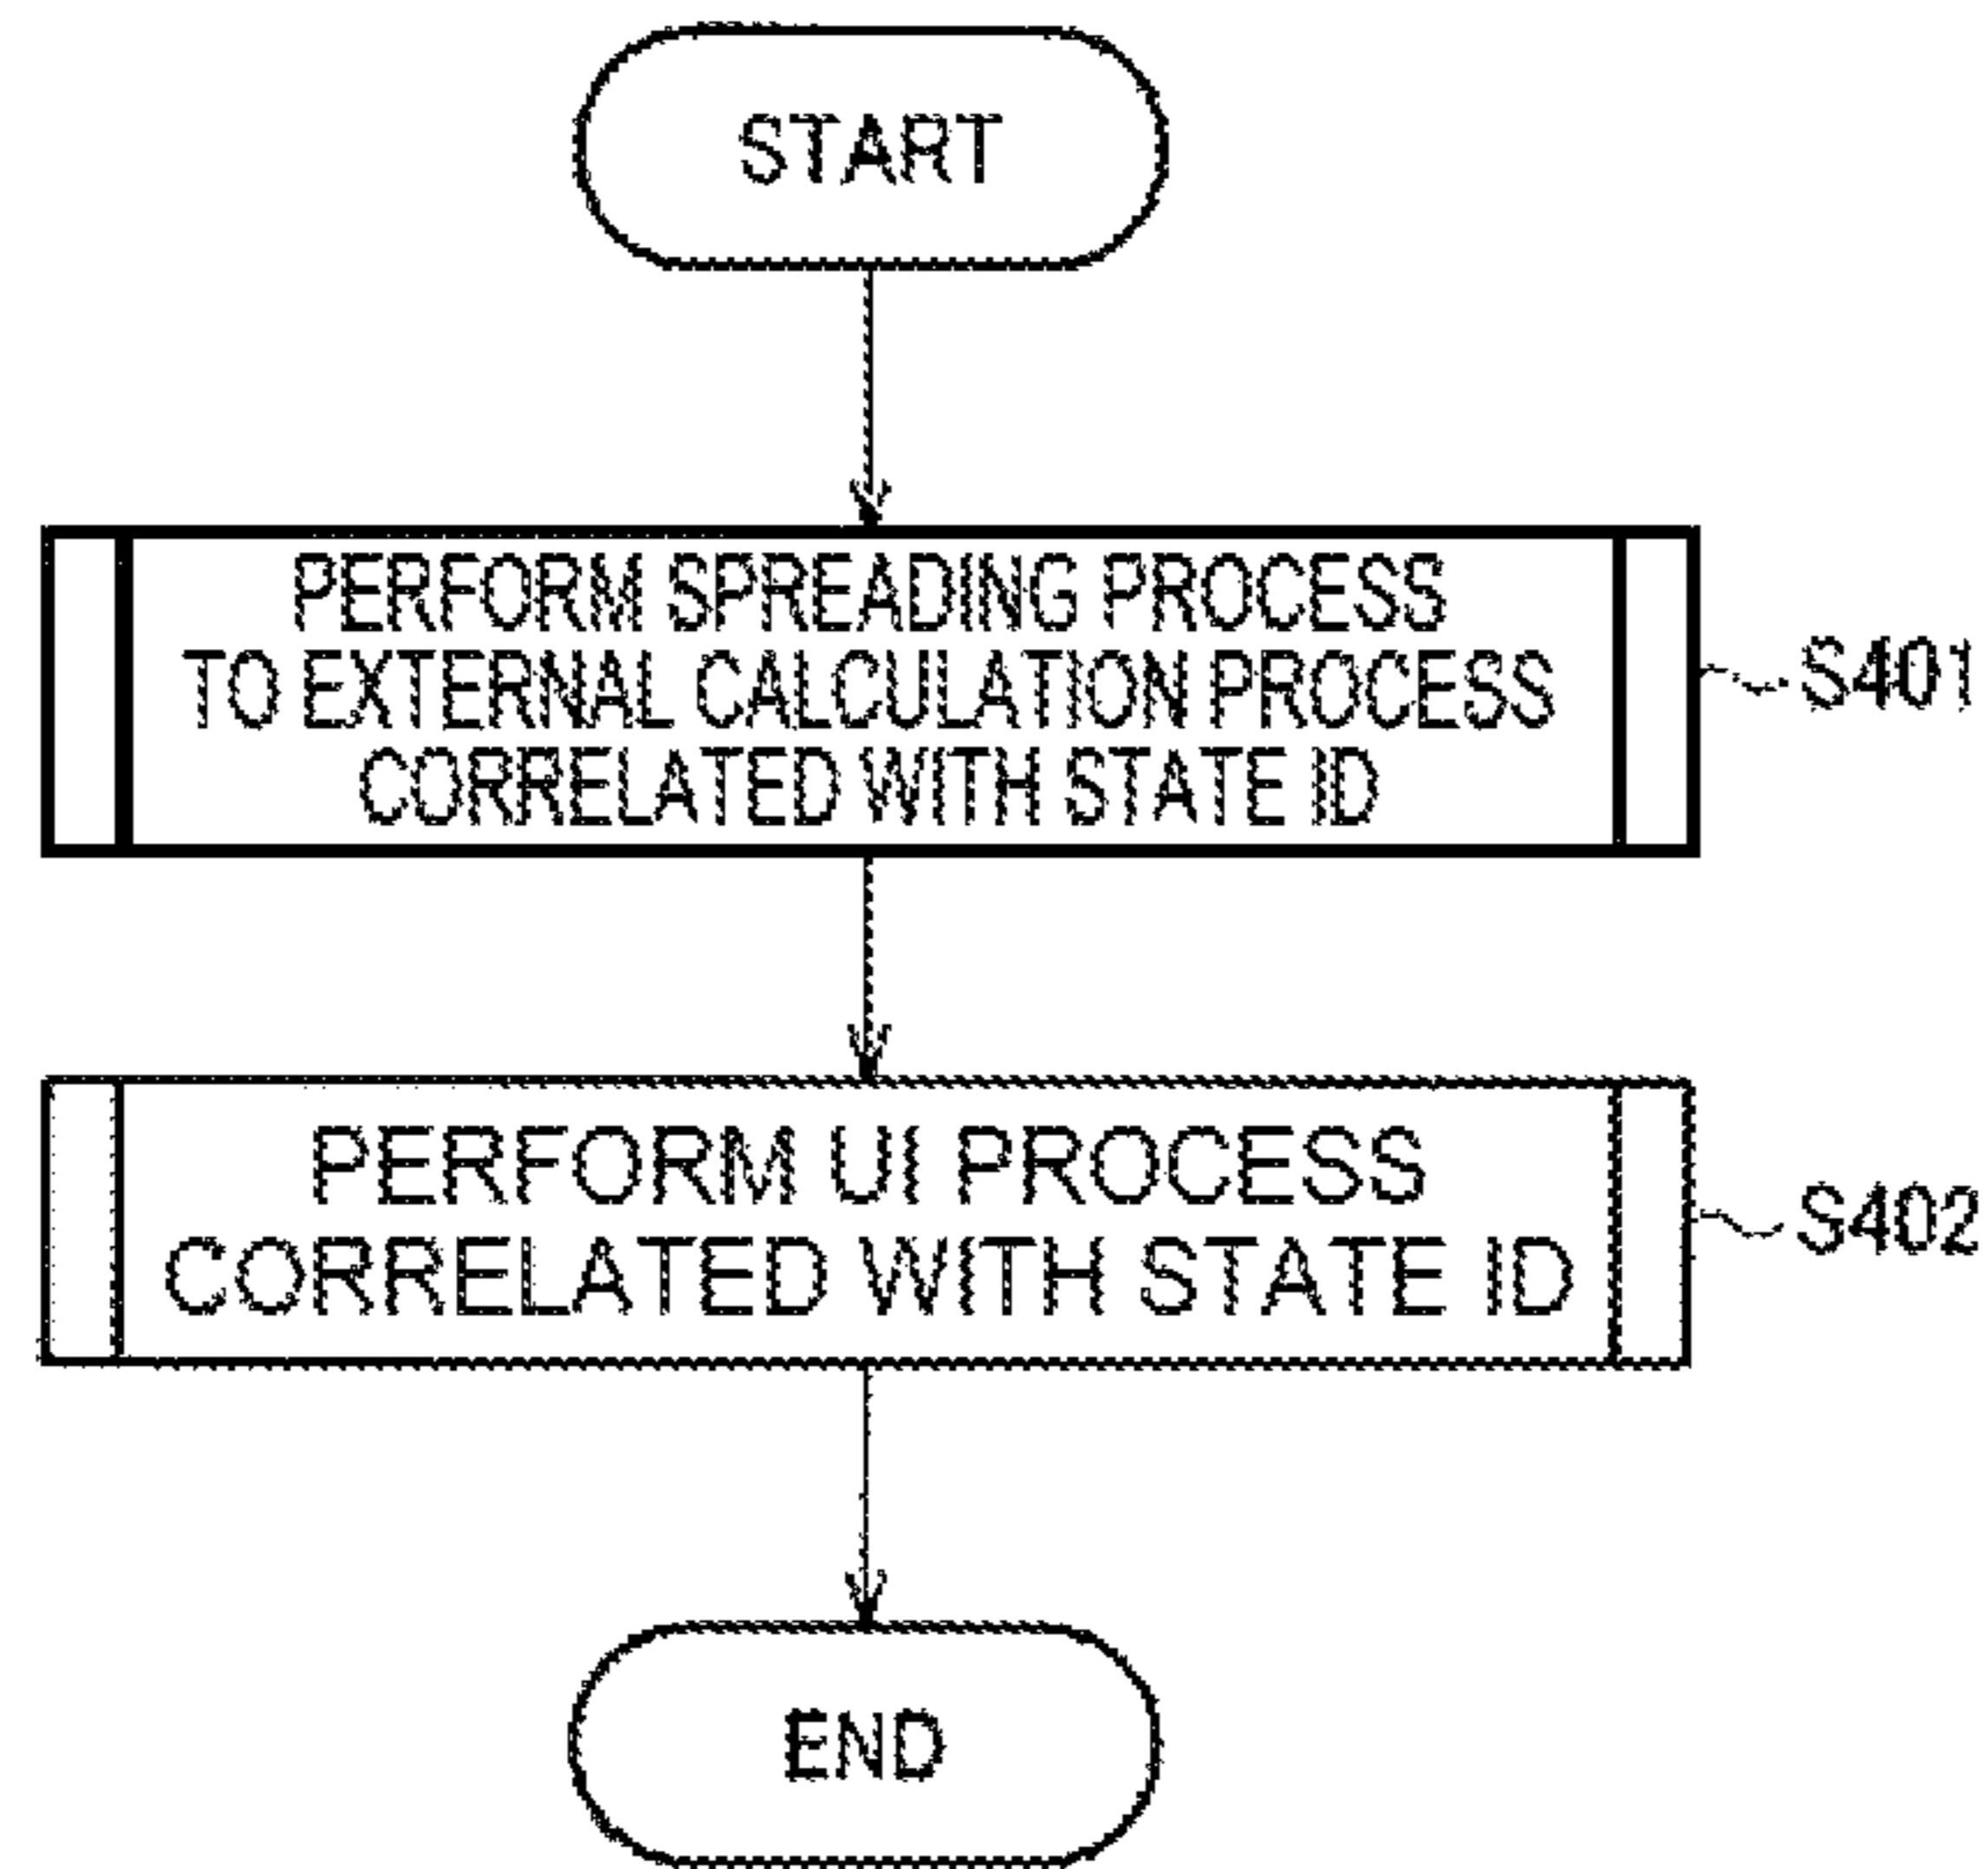 START
PERFORM SPREADING PROCESS
TO EXTERNAL CALCULATION PROCESS
CORRELATED WITH STATE ID
S401
PERFORM UI PROCESS
CORRELATED WITH STATE ID
S402
END